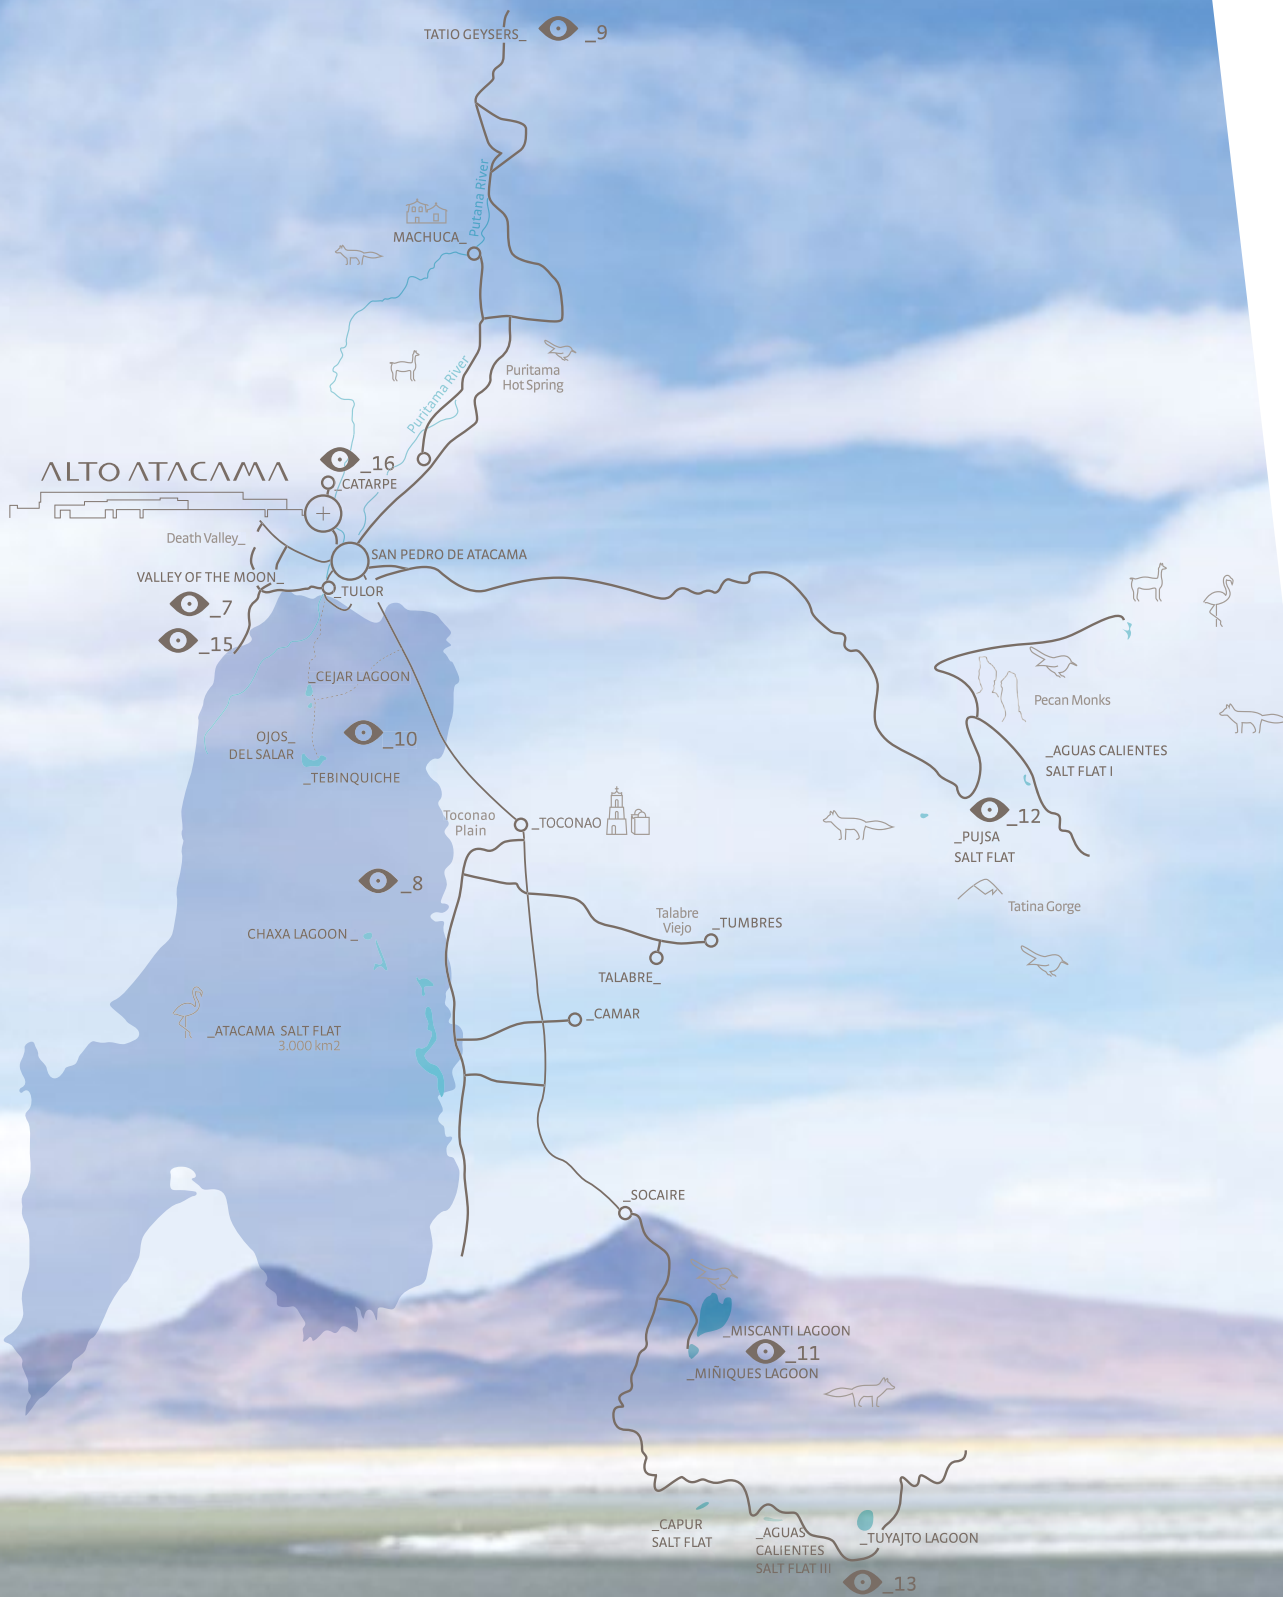 TATIO GEYSERS_
_9
Putana River
MACHUCA_
Puritama River
Puritama
Hot Spring
ALTO ATACAMA
_16
_CATARPE
Death Valley_
SAN PEDRO DE ATACAMA
VALLEY OF THE MOON_
_TULOR
_7
_15
_CEJAR LAGOON
Pecan Monks
OJOS_
DEL SALAR
_10
_TEBINQUICHE
_AGUAS CALIENTES
SALT FLAT I
Toconao
Plain
_TOCONAO
_12
_PUJSA
SALT FLAT
_8
Tatina Gorge
Talabre
Viejo
_TUMBRES
CHAXA LAGOON _
TALABRE_
_CAMAR
_ATACAMA SALT FLAT
3.000 km2
_SOCAIRE
_MISCANTI LAGOON
_11
_MIÑIQUES LAGOON
_CAPUR
SALT FLAT
_AGUAS
CALIENTES
SALT FLAT III
_TUYAJTO LAGOON
_13